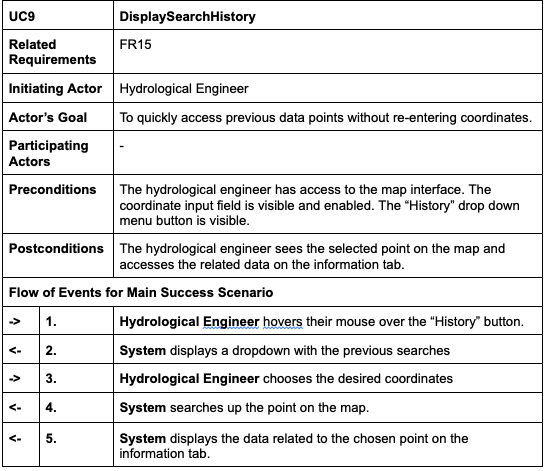 UC9 DisplaySearchHistory
Related FR15
Requirements
Initiating Actor Hydrological Engineer
Actor's Goal To quickly access previous data points without re-entering coordinates.
Participating -
Actors
Preconditions The hydrological engineer has access to the map interface. The
coordinate input field is visible and enabled. The “History” drop down
menu button is visible.
Postconditions The hydrological engineer sees the selected point on the map and
accesses the related data on the information tab.
Flow of Events for Main Success Scenario
-> 1. Hydrological Engineer hovers their mouse over the “History” button.
<- 2. System displays a dropdown with the previous searches
-> 3. Hydrological Engineer chooses the desired coordinates
<- 4. System searches up the point on the map.
<- 5. System displays the data related to the chosen point on the
information tab.